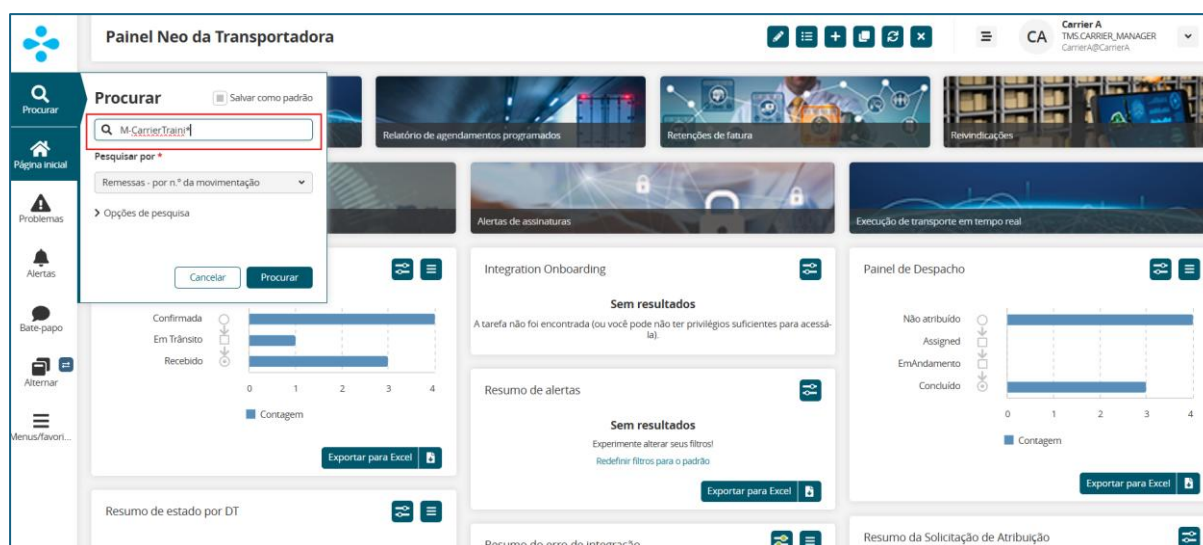 Painel Neo da Transportadora
CA
Carrier A
TMS.CARRIER_MANAGER
CarrierA@CarrierA
Procurar
Página inicial
Problemas
Alertas
Bate-papo
Alternar
Menus/favori...
Procurar
Salvar como padrão
M-CarrierTraini*
Pesquisar por *
Remessas - por n.º da movimentação
Opções de pesquisa
Cancelar
Procurar
Relatório de agendamentos programados
Retenções de fatura
Reivindicações
Alertas de assinaturas
Execução de transporte em tempo real
Confirmada
Em Trânsito
Recebido
0 1 2 3 4
Contagem
Exportar para Excel
Resumo de estado por DT
Integration Onboarding
Sem resultados
A tarefa não foi encontrada (ou você pode não ter privilégios suficientes para acessá-
la).
Resumo de alertas
Sem resultados
Experimente alterar seus filtros!
Redefinir filtros para o padrão
Exportar para Excel
Resumo do erro de integração
Painel de Despacho
Não atribuído
Assigned
EmAndamento
Concluído
0 1 2 3 4
Contagem
Exportar para Excel
Resumo da Solicitação de Atribuição